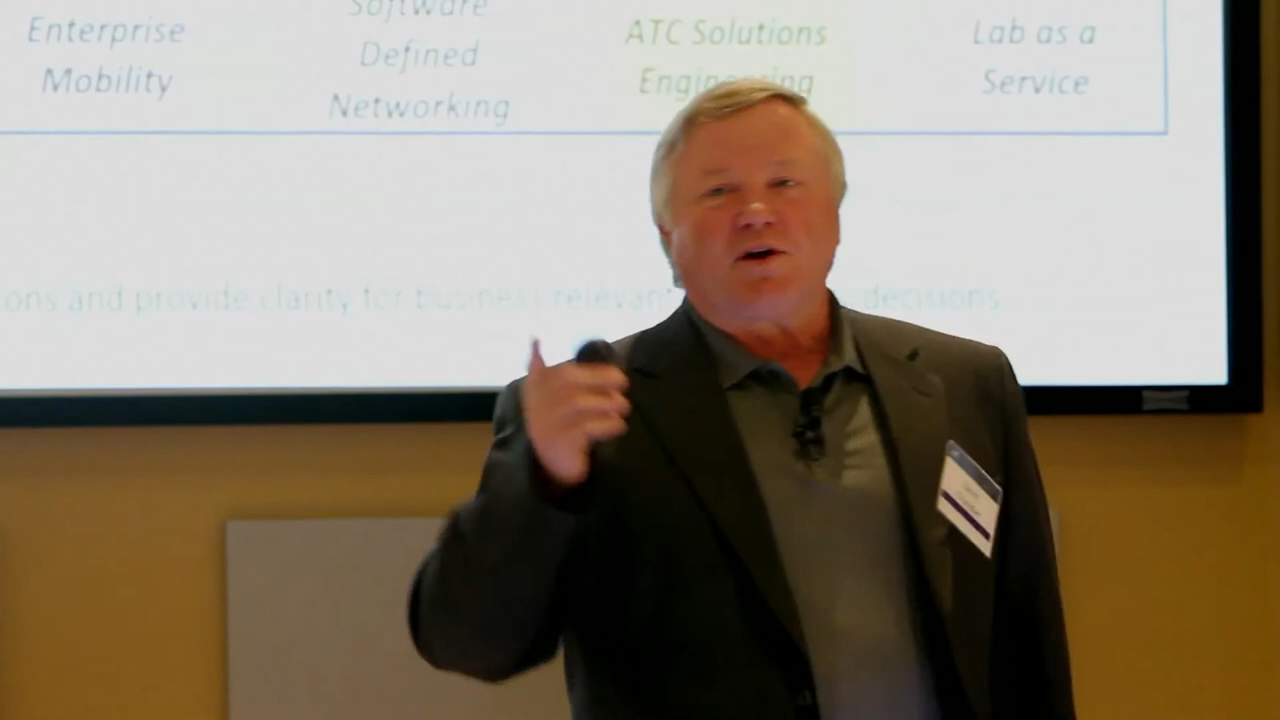 Enterprise
Mobility
Software
Defined
Networking
ATC Solutions
Engineering
Lab as a
Service
ons and provide clarity for business relevant decisions